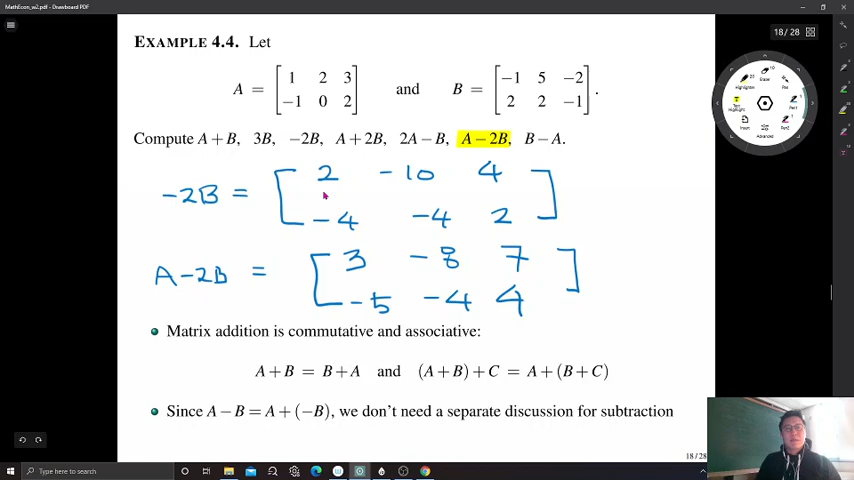 MathEcon_w2.pdf - Drawboard PDF
18 / 28
EXAMPLE 4.4. Let
A = [ 1 2 3
-1 0 2 ] and B = [ -1 5 -2
2 2 -1 ].
Compute A + B, 3B, -2B, A + 2B, 2A - B, A - 2B, B - A.
-2B = [ 2 -10 4
-4 -4 2 ]
A-2B = [ 3 -8 7
-5 -4 4 ]
Matrix addition is commutative and associative:
A + B = B + A and (A + B) + C = A + (B + C)
Since A - B = A + (-B), we don't need a separate discussion for subtraction
18 / 28
Type here to search